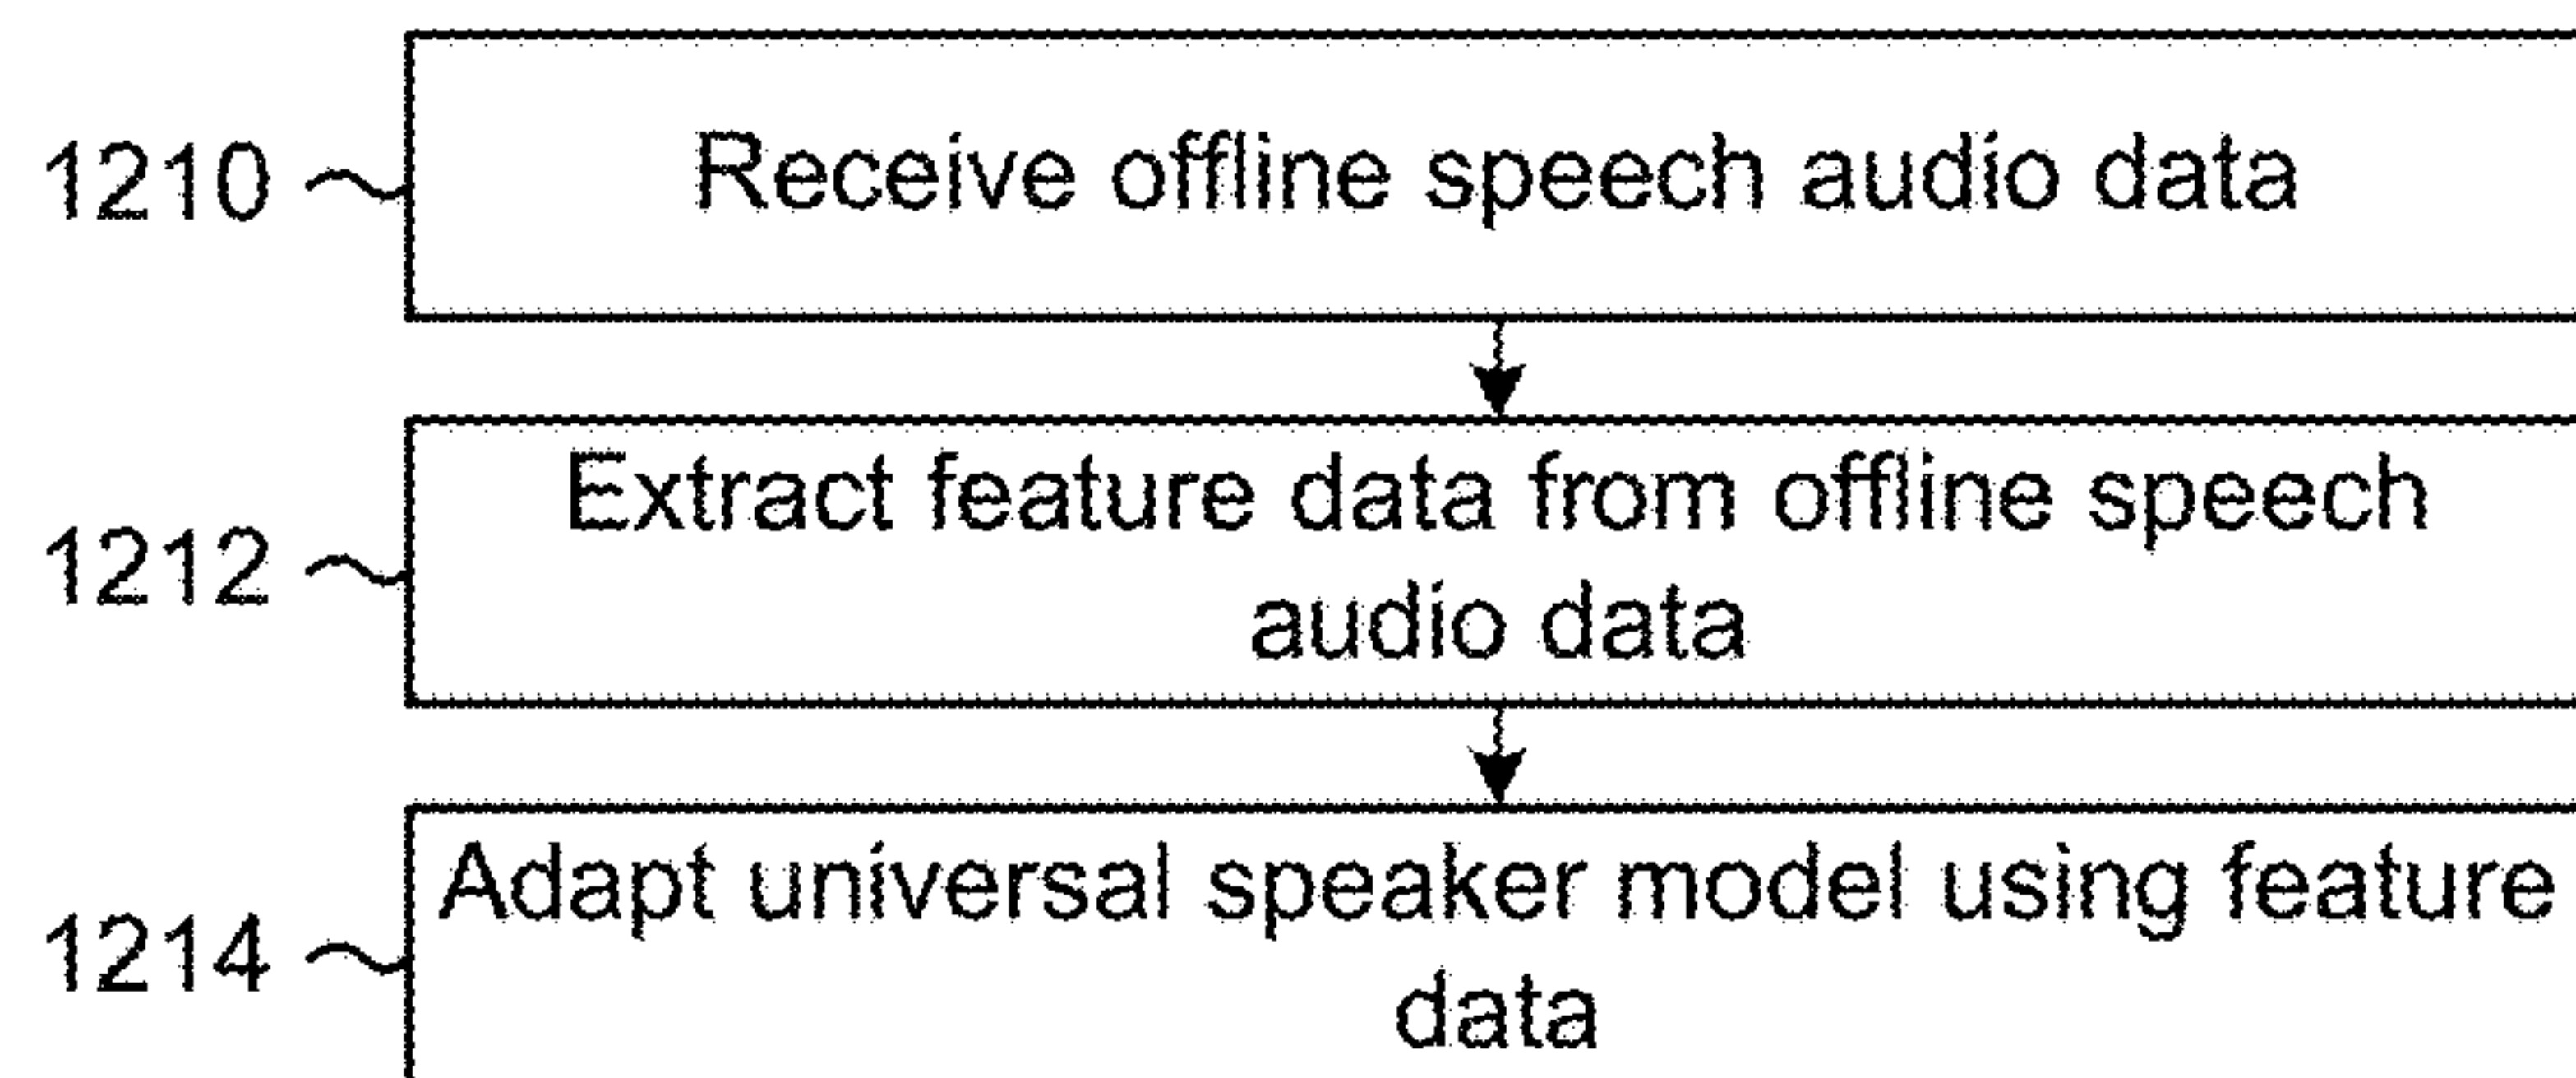 1210
Receive offline speech audio data
1212
Extract feature data from offline speech
audio data
1214
Adapt universal speaker model using feature
data